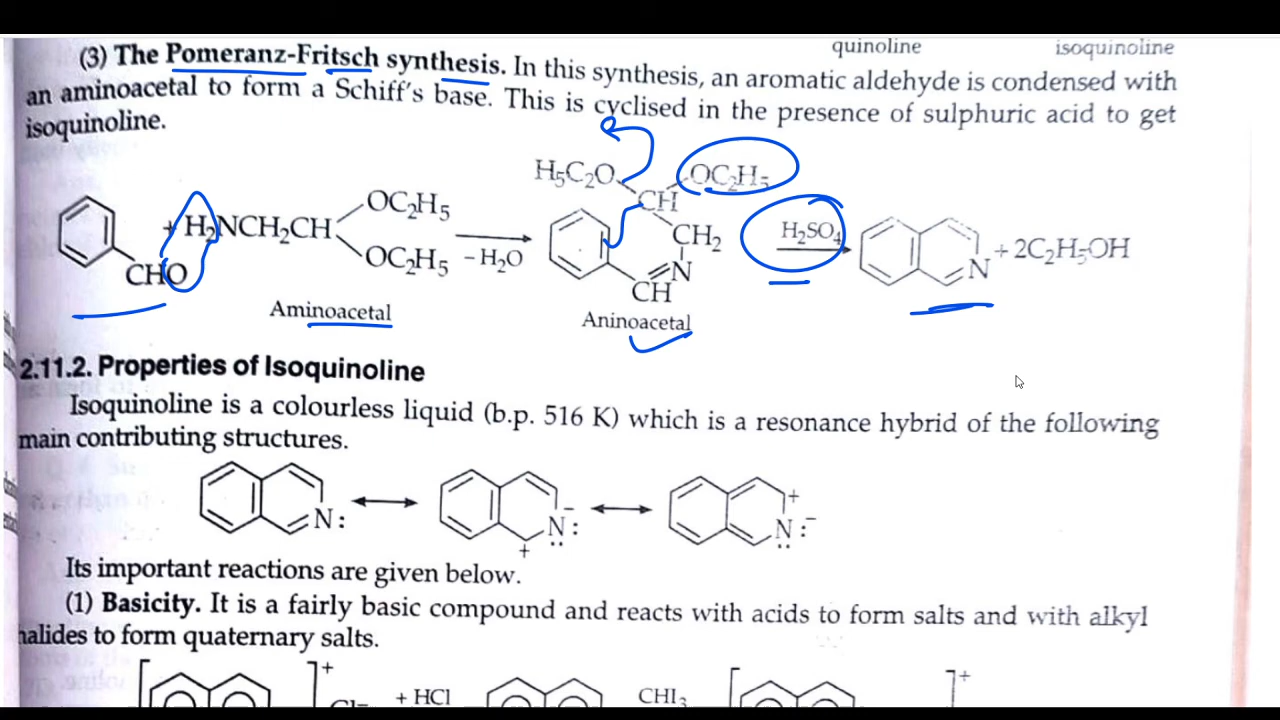 quinoline isoquinoline
(3) The Pomeranz-Fritsch synthesis. In this synthesis, an aromatic aldehyde is condensed with
an aminoacetal to form a Schiff's base. This is cyclised in the presence of sulphuric acid to get
isoquinoline.
H₅C₂O OC₂H₅
OC₂H₅ CH
+ H₂NCH₂CH CH₂ H₂SO₄ + 2C₂H₅OH
CHO OC₂H₅ – H₂O N N
CH
Aminoacetal Aninoacetal
2.11.2. Properties of Isoquinoline
Isoquinoline is a colourless liquid (b.p. 516 K) which is a resonance hybrid of the following
main contributing structures.
N: N: N:
Its important reactions are given below.
(1) Basicity. It is a fairly basic compound and reacts with acids to form salts and with alkyl
halides to form quaternary salts.
+ HCl CHI₃